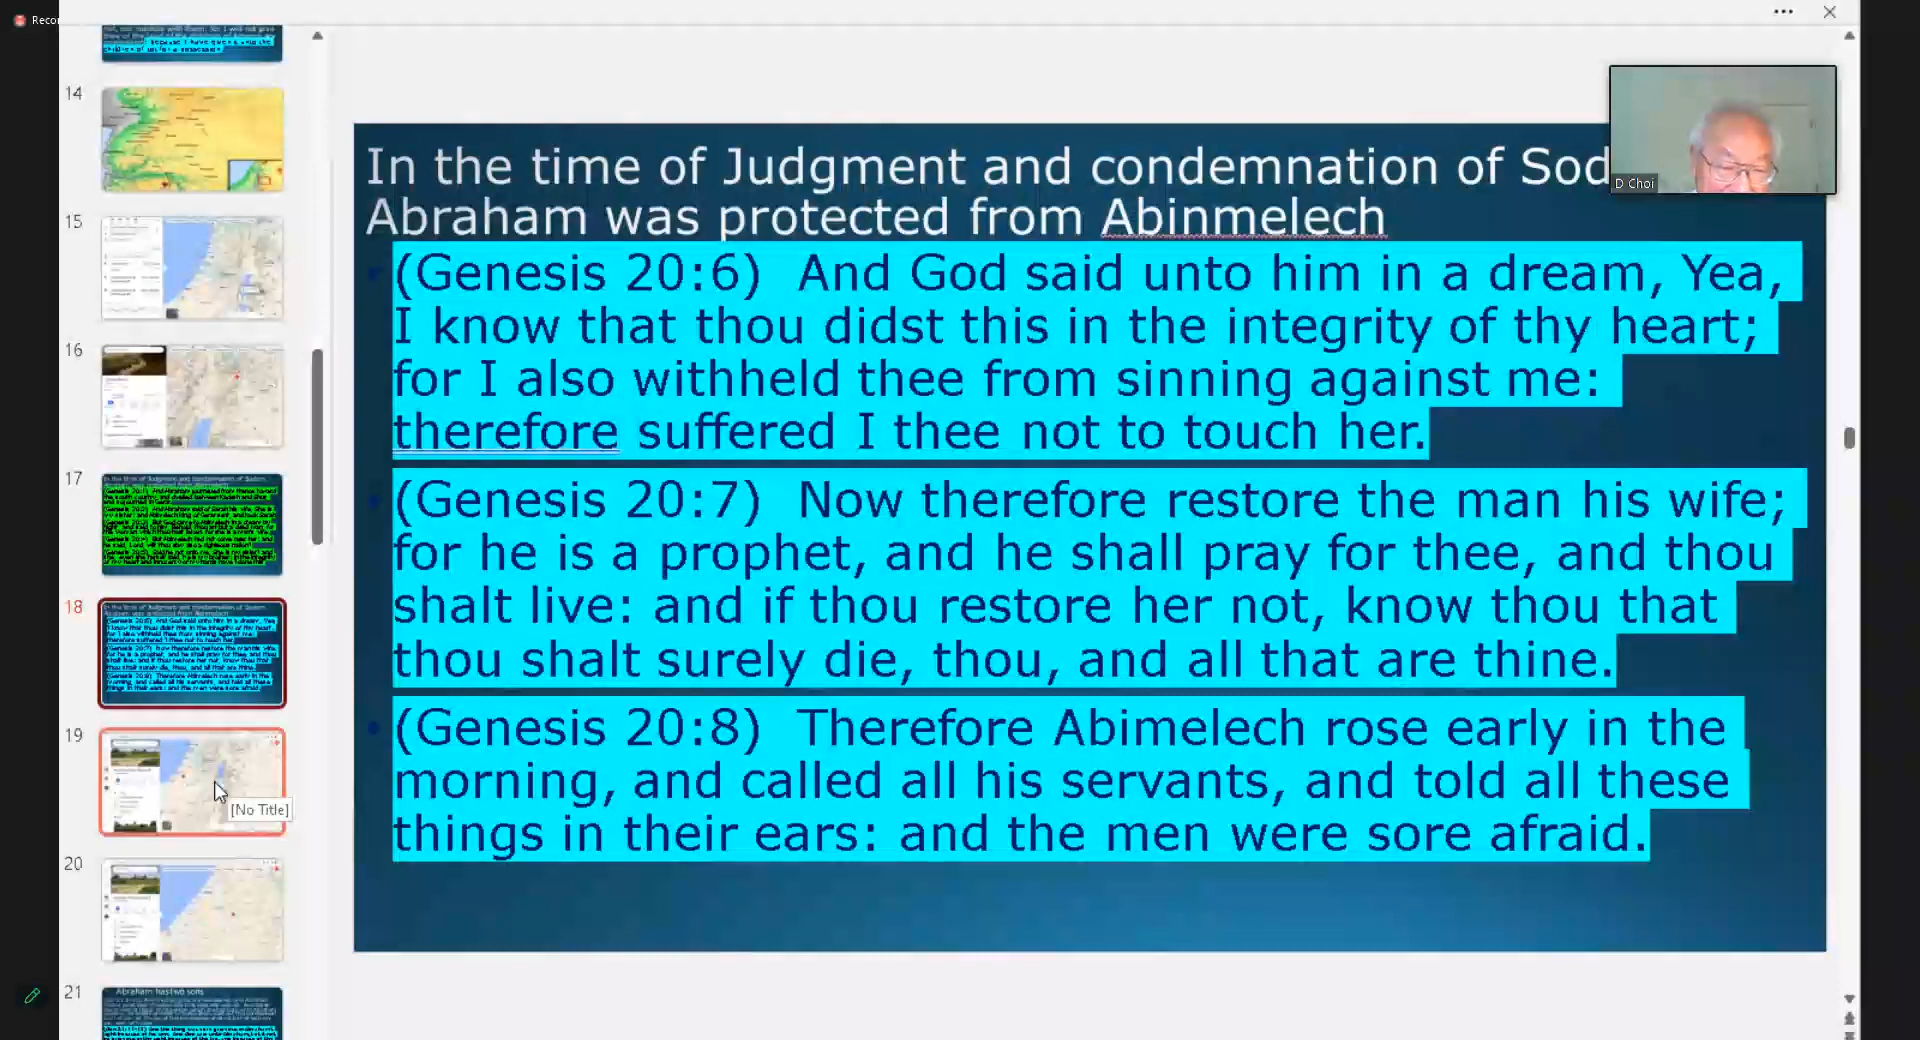 Recor
14
15
16
17
18
19
[No Title]
20
21
Abraham has two sons
D Choi
In the time of Judgment and condemnation of Sod
Abraham was protected from Abinmelech
(Genesis 20:6)  And God said unto him in a dream, Yea,
I know that thou didst this in the integrity of thy heart;
for I also withheld thee from sinning against me:
therefore suffered I thee not to touch her.
(Genesis 20:7)  Now therefore restore the man his wife;
for he is a prophet, and he shall pray for thee, and thou
shalt live: and if thou restore her not, know thou that
thou shalt surely die, thou, and all that are thine.
(Genesis 20:8)  Therefore Abimelech rose early in the
morning, and called all his servants, and told all these
things in their ears: and the men were sore afraid.